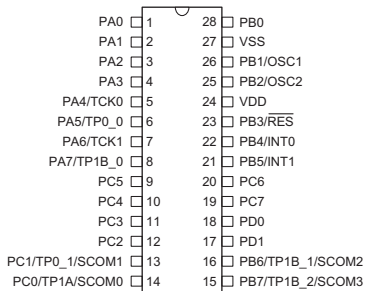 PA0 1 28 PB0
PA1 2 27 VSS
PA2 3 26 PB1/OSC1
PA3 4 25 PB2/OSC2
PA4/TCK0 5 24 VDD
PA5/TP0_0 6 23 PB3/RES
PA6/TCK1 7 22 PB4/INT0
PA7/TP1B_0 8 21 PB5/INT1
PC5 9 20 PC6
PC4 10 19 PC7
PC3 11 18 PD0
PC2 12 17 PD1
PC1/TP0_1/SCOM1 13 16 PB6/TP1B_1/SCOM2
PC0/TP1A/SCOM0 14 15 PB7/TP1B_2/SCOM3